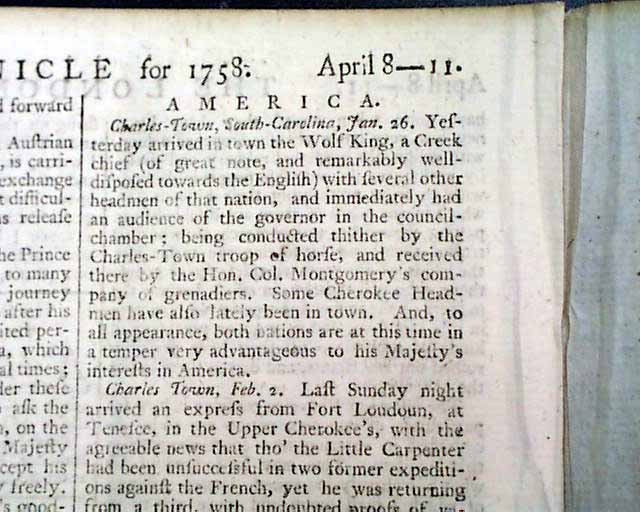 NICLE for 1758. April 8—11.
forward
Auſtrian
, is carri-
exchange
t difficul-
s releaſe
he Prince
to many
journey
after his
ited per-
a, which
al times;
der theſe
aſk the
, on the
Majeſty
cept his
freely.
's good-
AMERICA.
Charles-Town, South-Carolina, Jan. 26. Yeſ-
terday arrived in town the Wolf King, a Creek
chief (of great note, and remarkably well-
diſpoſed towards the Engliſh) with ſeveral other
headmen of that nation, and immediately had
an audience of the governor in the council-
chamber; being conducted thither by the
Charles-Town troop of horſe, and received
there by the Hon. Col. Montgomery's com-
pany of grenadiers. Some Cherokee Head-
men have alſo lately been in town. And, to
all appearance, both nations are at this time in
a temper very advantageous to his Majeſty's
intereſts in America.
Charles Town, Feb. 2. Laſt Sunday night
arrived an expreſs from Fort Loudoun, at
Teneſee, in the Upper Cherokee's, with the
agreeable news that tho' the Little Carpenter
had been unſucceſsful in two former expediti-
ons againſt the French, yet he was returning
from a third, with undoubted proofs of